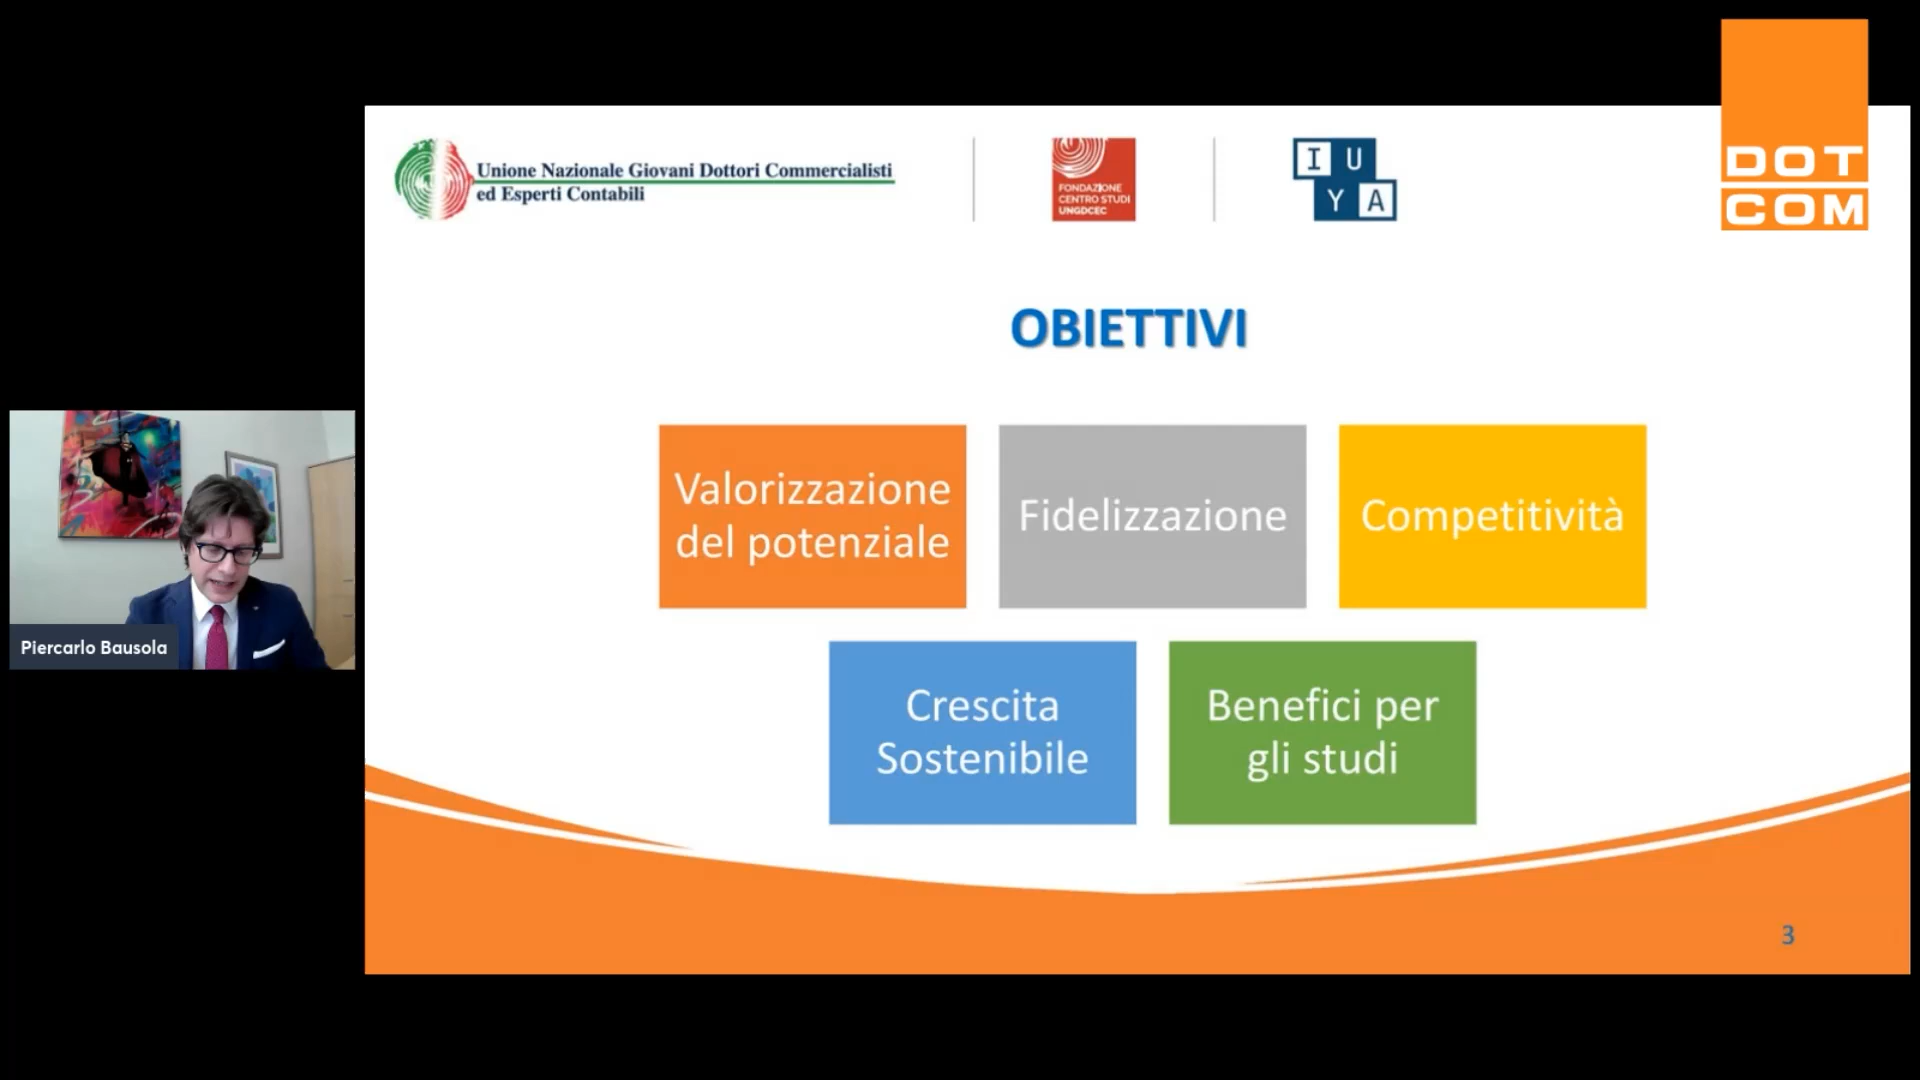 Unione Nazionale Giovani Dottori Commercialisti
ed Esperti Contabili
FONDAZIONE
CENTRO STUDI
UNGDCEC
I U
Y A
DOT
COM
OBIETTIVI
Valorizzazione
del potenziale
Fidelizzazione
Competitività
Crescita
Sostenibile
Benefici per
gli studi
Piercarlo Bausola
3